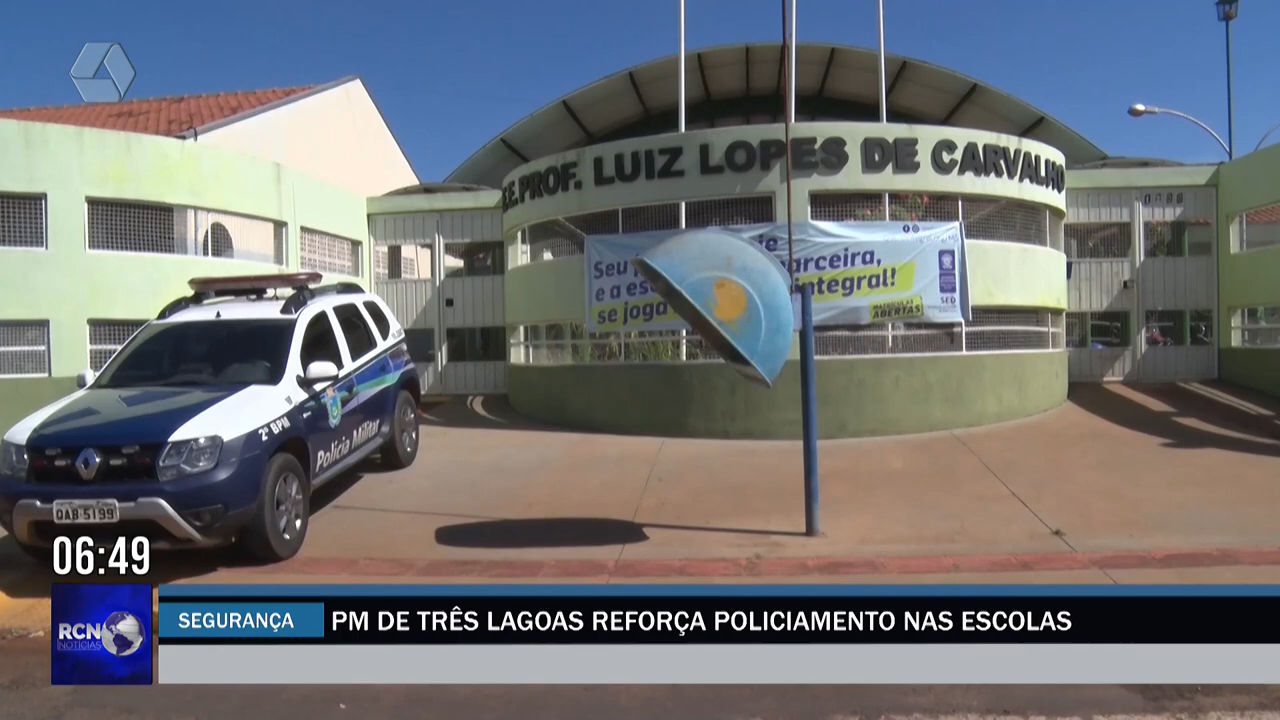 E.E. PROF. LUIZ LOPES DE CARVALHO
Seu
arceira,
e a es
integral!
se joga
MATRÍCULAS
ABERTAS
SED
2º BPM
Polícia Militar
QAB 5199
06:49
RCN
NOTÍCIAS
SEGURANÇA
PM DE TRÊS LAGOAS REFORÇA POLICIAMENTO NAS ESCOLAS